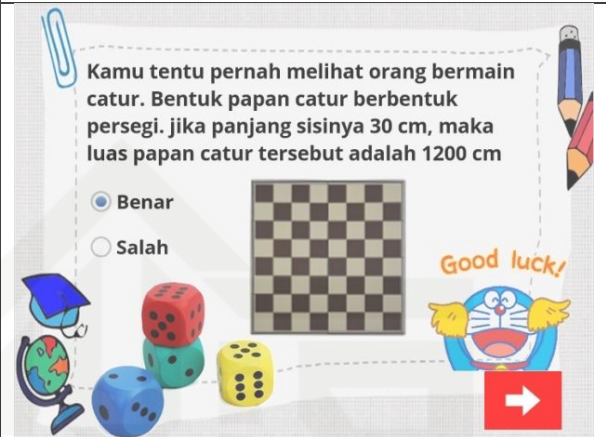 Kamu tentu pernah melihat orang bermain
catur. Bentuk papan catur berbentuk
persegi. jika panjang sisinya 30 cm, maka
luas papan catur tersebut adalah 1200 cm
Benar
Salah
Good luck!